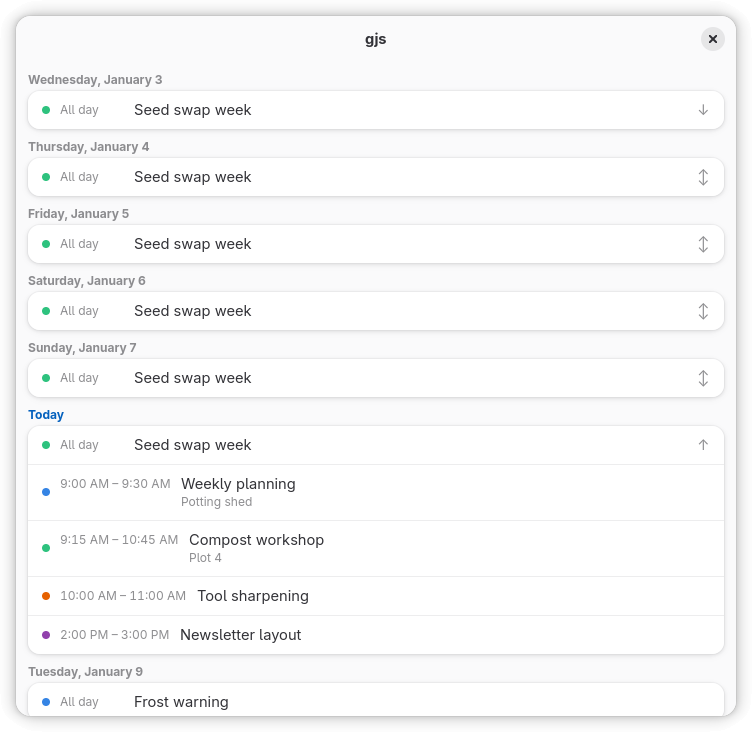 gjs
Wednesday, January 3
All day Seed swap week
Thursday, January 4
All day Seed swap week
Friday, January 5
All day Seed swap week
Saturday, January 6
All day Seed swap week
Sunday, January 7
All day Seed swap week
Today
All day Seed swap week
9:00 AM – 9:30 AM Weekly planning
Potting shed
9:15 AM – 10:45 AM Compost workshop
Plot 4
10:00 AM – 11:00 AM Tool sharpening
2:00 PM – 3:00 PM Newsletter layout
Tuesday, January 9
All day Frost warning